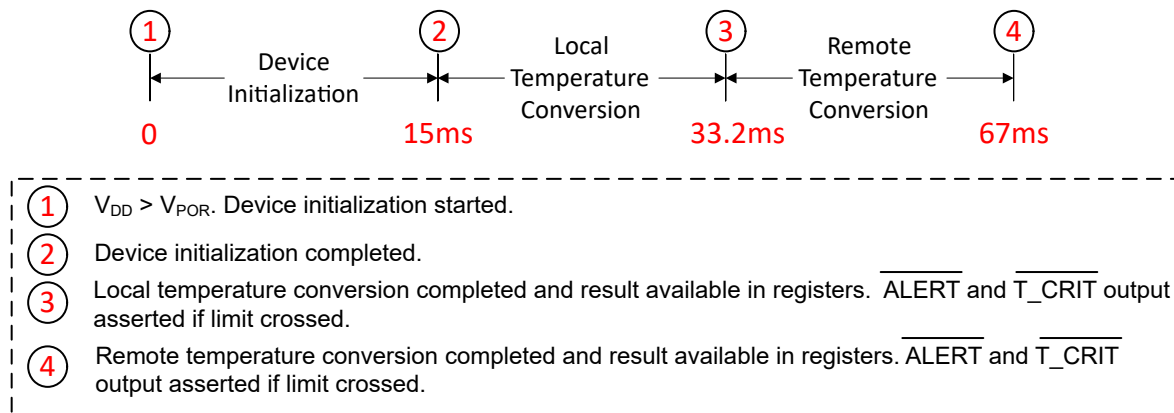 1 2 3 4
Device Initialization
Local Temperature Conversion
Remote Temperature Conversion
0 15ms 33.2ms 67ms
1 VDD > VPOR. Device initialization started.
2 Device initialization completed.
3 Local temperature conversion completed and result available in registers. ALERT and T_CRIT output
asserted if limit crossed.
4 Remote temperature conversion completed and result available in registers. ALERT and T_CRIT
output asserted if limit crossed.